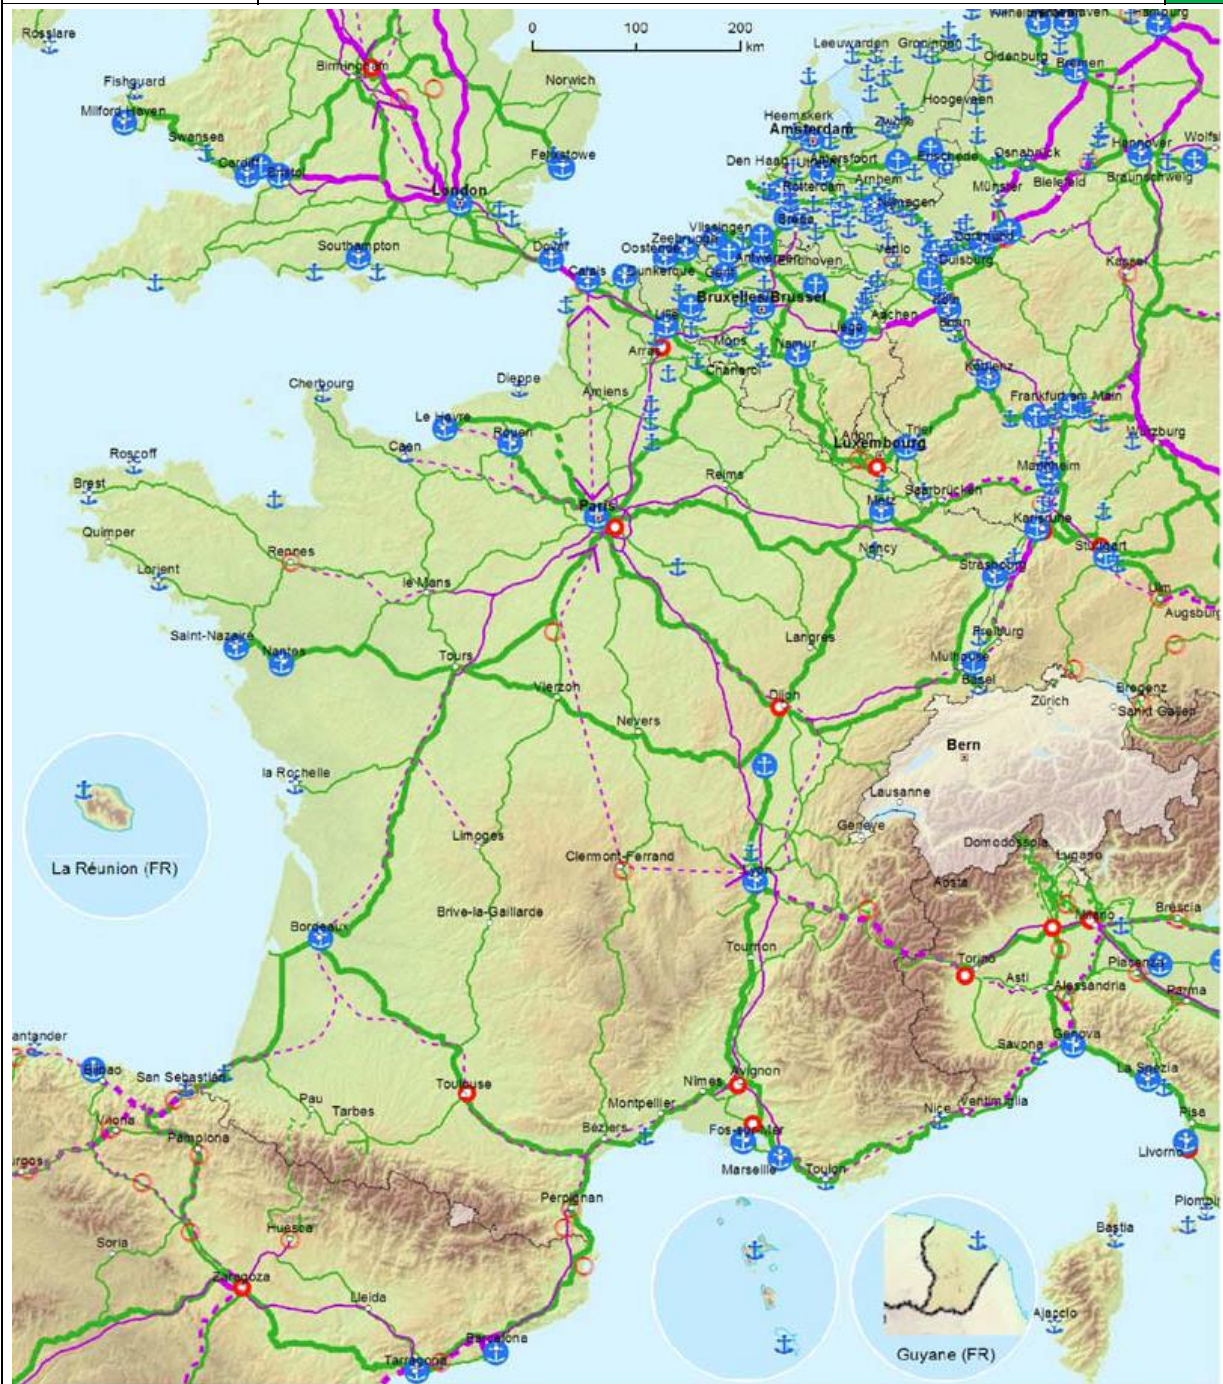 Rosslare
0 100 200
km
Leeuwarden
Groningen
Hamburg
Oldenburg
Bremen
Birmingham
Norwich
Fishguard
Hoogeveen
Milford Haven
Heemskerk
Zwolle
Amsterdam
Swansea
Hannover
Cardiff
Bristol
Felixstowe
Den Haag
Utrecht
Amersfoort
Enschede
Osnabrück
Braunschweig
Arnhem
Bielefeld
Münster
London
Rotterdam
Nijmegen
Breda
Vlissingen
Zeebrugge
Dortmund
Southampton
Dover
Oostende
Venlo
Antwerpen
Eindhoven
Duisburg
Kassel
Calais
Dunkerque
Gent
Bruxelles/Brussel
Köln
Lille
Aachen
Bonn
Liège
Arras
Mons
Namur
Charleroi
Koblenz
Cherbourg
Dieppe
Amiens
Frankfurt am Main
Le Havre
Rouen
Trier
Würzburg
Caen
Arlon
Luxembourg
Roscoff
Mannheim
Brest
Reims
Saarbrücken
Metz
Paris
Karlsruhe
Quimper
Stuttgart
Rennes
Nancy
Lorient
le Mans
Strasbourg
Ulm
Augsburg
Saint-Nazaire
Nantes
Langres
Freiburg
Tours
Mulhouse
Basel
Vierzon
Dijon
Zürich
Bregenz
Sankt Gallen
Nevers
Bern
la Rochelle
Lausanne
Limoges
Genève
La Réunion (FR)
Clermont-Ferrand
Domodossola
Lugano
Lyon
Aosta
Brive-la-Gaillarde
Milano
Brescia
Bordeaux
Tournon
Torino
Piacenza
Asti
Alessandria
Parma
antander
Genova
Savona
Bilbao
San Sebastián
Toulouse
Avignon
La Spezia
Pau
Nîmes
Tarbes
Montpellier
Nice
Ventimiglia
Pisa
Vitoria
Béziers
Fos-sur-Mer
Pamplona
Livorno
urgos
Marseille
Toulon
Perpignan
Piombin
Huesca
Bastia
Soria
Zaragoza
Lleida
Ajaccio
Barcelona
Guyane (FR)
Tarragona